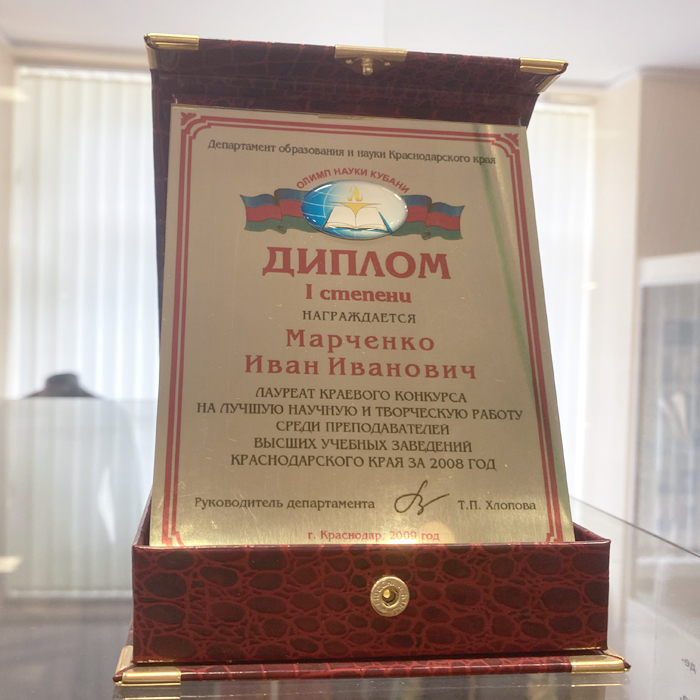 Департамент образования и науки Краснодарского края
ОЛИМП НАУКИ КУБАНИ
ДИПЛОМ
I степени
НАГРАЖДАЕТСЯ
Марченко
Иван Иванович
ЛАУРЕАТ КРАЕВОГО КОНКУРСА
НА ЛУЧШУЮ НАУЧНУЮ И ТВОРЧЕСКУЮ РАБОТУ
СРЕДИ ПРЕПОДАВАТЕЛЕЙ
ВЫСШИХ УЧЕБНЫХ ЗАВЕДЕНИЙ
КРАСНОДАРСКОГО КРАЯ ЗА 2008 ГОД
Руководитель департамента Т.П. Хлопова
г. Краснодар, 2009 год